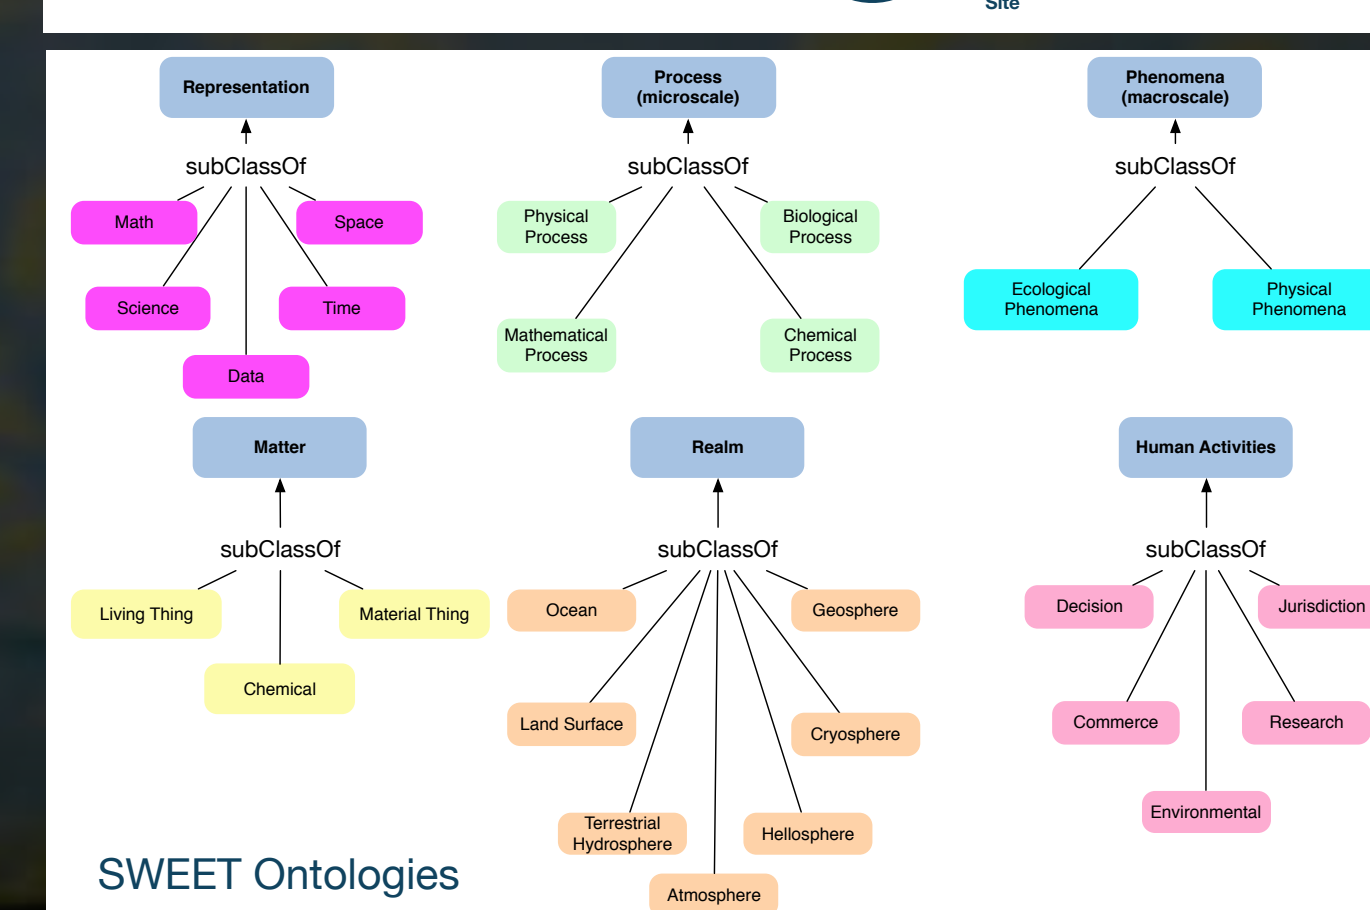 Site
Representation
Process
(microscale)
Phenomena
(macroscale)
subClassOf
subClassOf
subClassOf
Math
Space
Science
Time
Data
Physical
Process
Biological
Process
Mathematical
Process
Chemical
Process
Ecological
Phenomena
Physical
Phenomena
Matter
Realm
Human Activities
subClassOf
subClassOf
subClassOf
Living Thing
Material Thing
Chemical
Ocean
Geosphere
Land Surface
Cryosphere
Terrestrial
Hydrosphere
Hellosphere
Atmosphere
Decision
Jurisdiction
Commerce
Research
Environmental
SWEET Ontologies